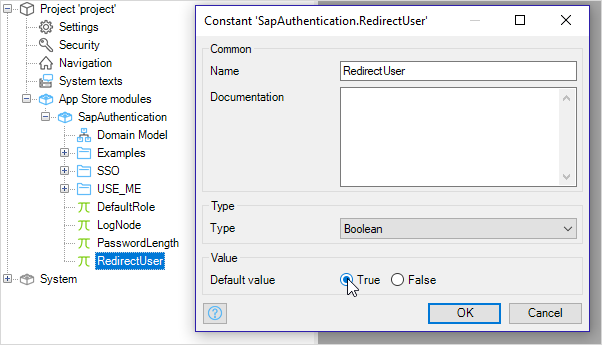 Project 'project'
Settings
Security
Navigation
System texts
App Store modules
SapAuthentication
Domain Model
Examples
SSO
USE_ME
DefaultRole
LogNode
PasswordLength
RedirectUser
System
Constant 'SapAuthentication.RedirectUser'
Common
Name RedirectUser
Documentation
Type
Type Boolean
Value
Default value True False
? OK Cancel